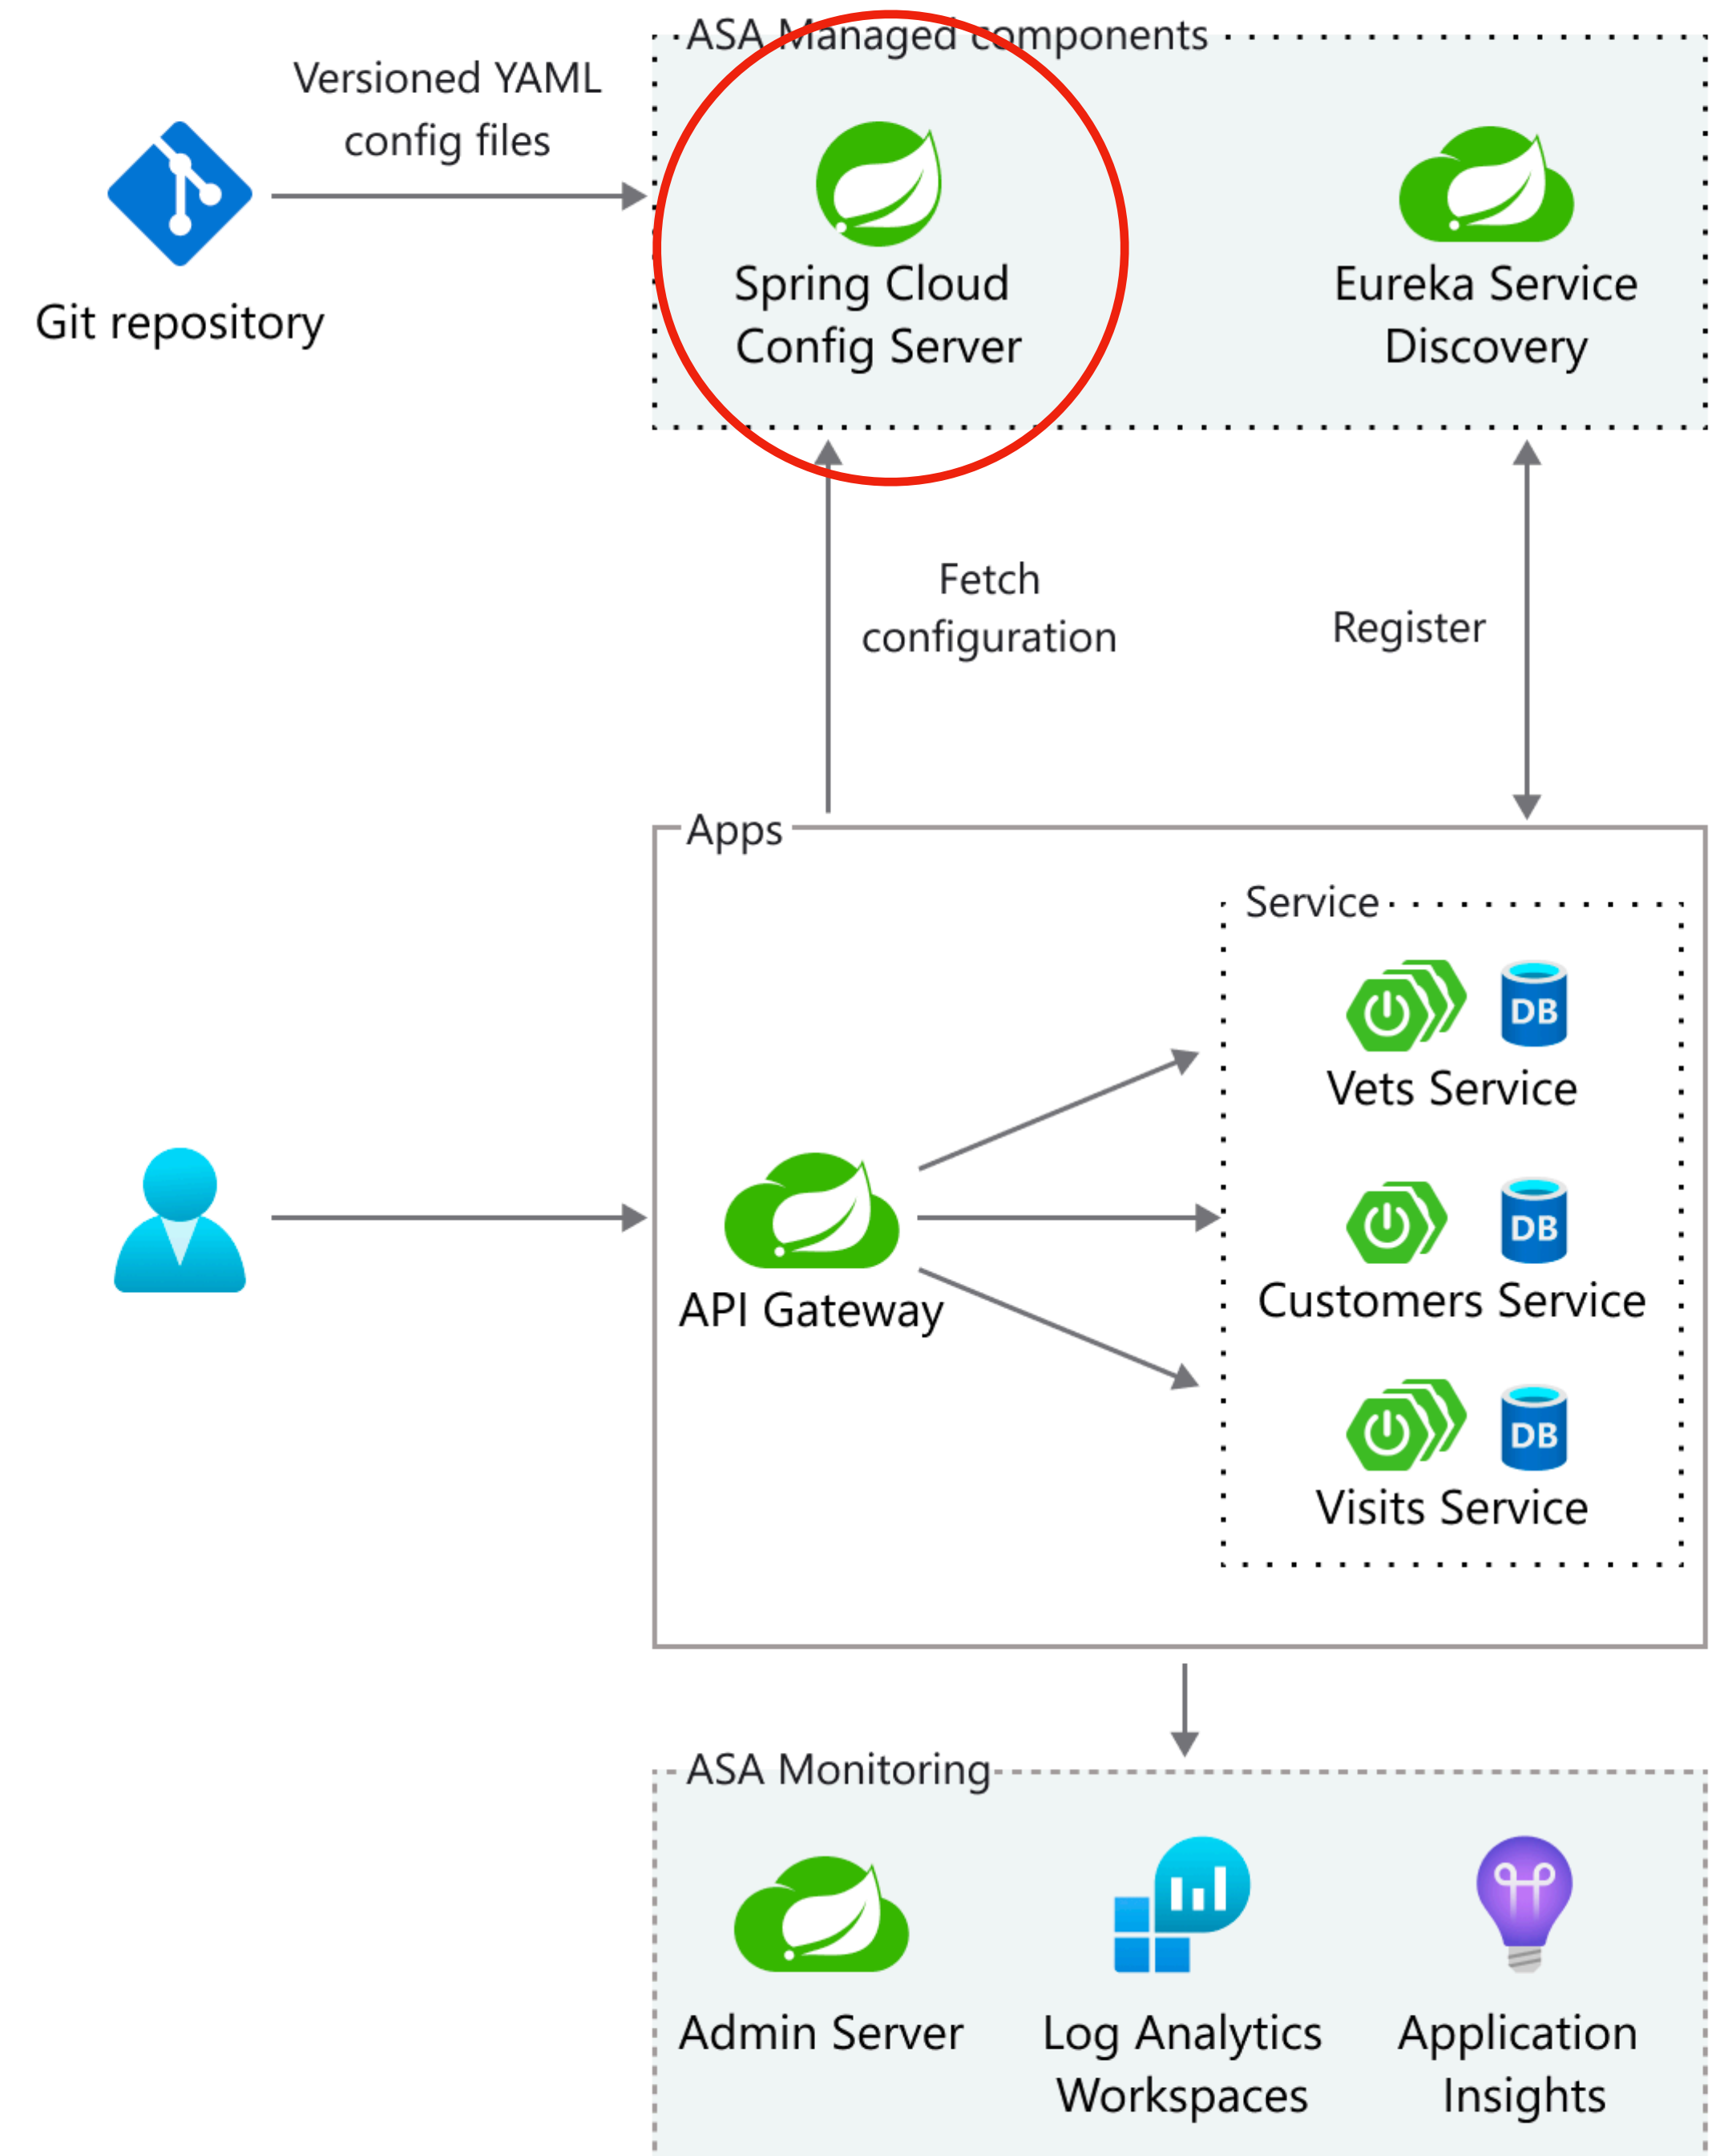 ASA Managed components
Versioned YAML
config files
Git repository
Spring Cloud
Config Server
Eureka Service
Discovery
Fetch
configuration
Register
Apps
Service
DB
Vets Service
DB
Customers Service
API Gateway
DB
Visits Service
ASA Monitoring
Admin Server
Log Analytics
Workspaces
Application
Insights